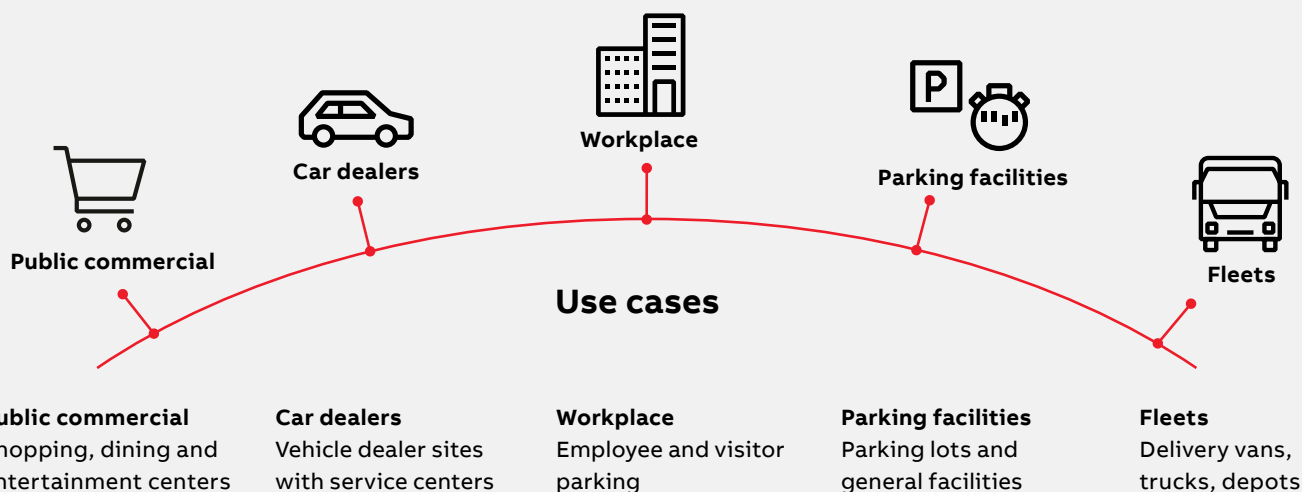 Workplace
P
Car dealers
Parking facilities
Public commercial
Fleets
Use cases
ublic commercial
hopping, dining and
ntertainment centers
Car dealers
Vehicle dealer sites
with service centers
Workplace
Employee and visitor
parking
Parking facilities
Parking lots and
general facilities
Fleets
Delivery vans,
trucks, depots